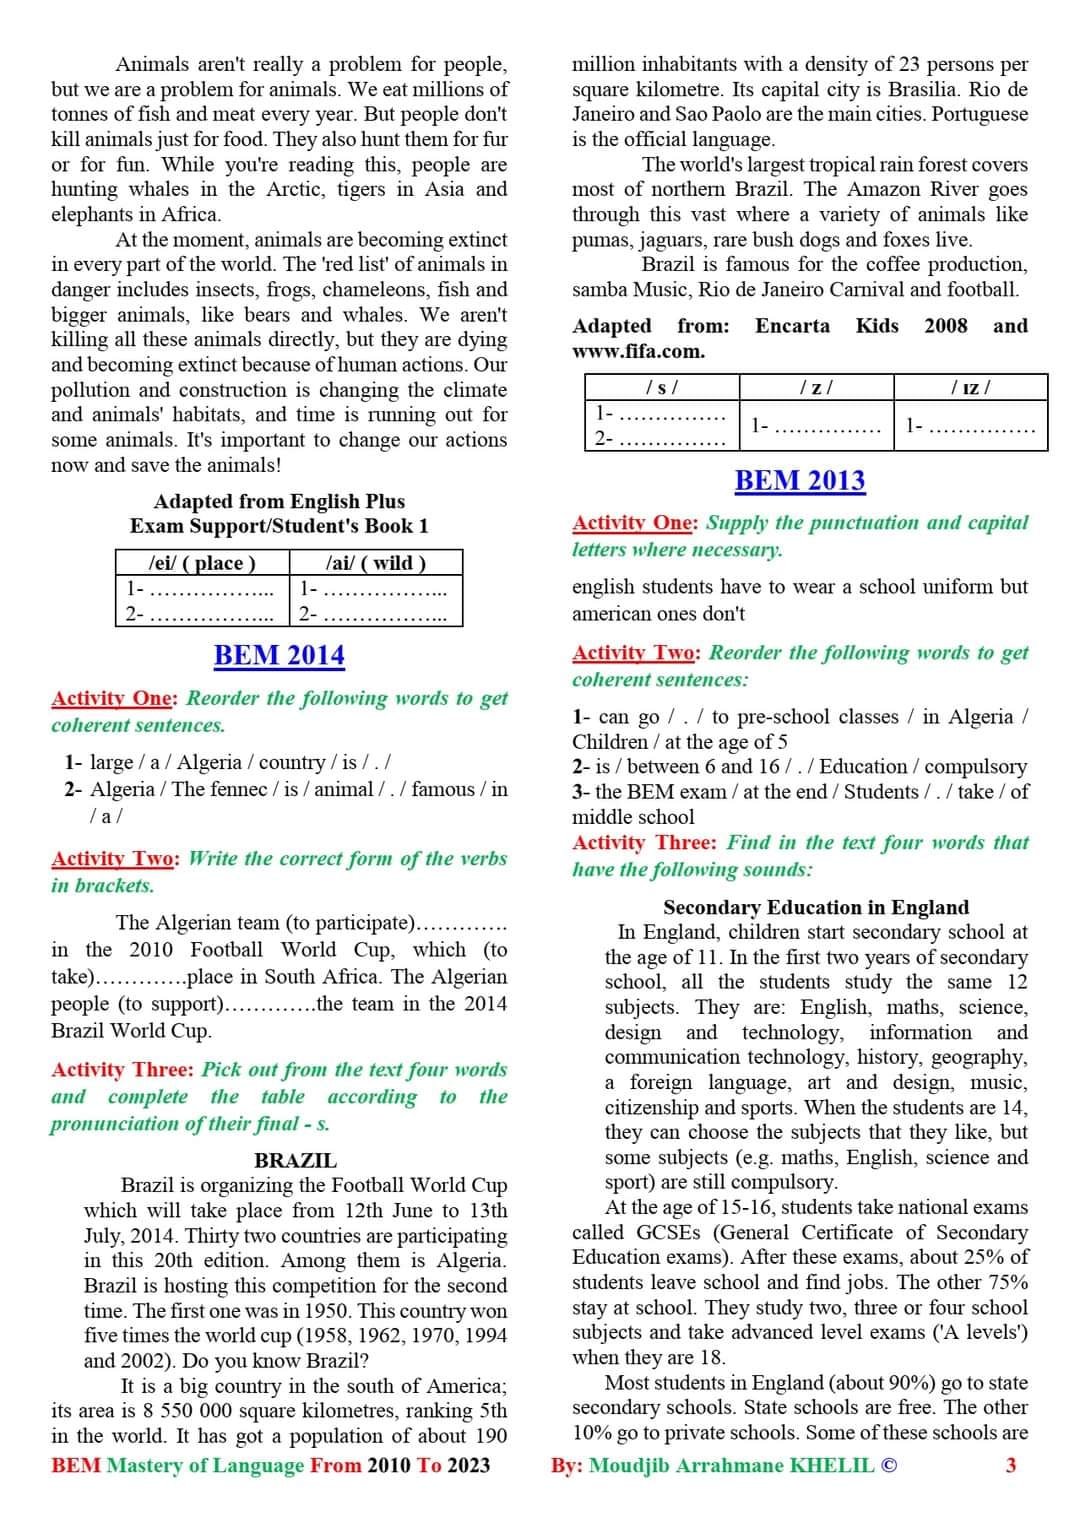 Animals aren't really a problem for people,
but we are a problem for animals. We eat millions of
tonnes of fish and meat every year. But people don't
kill animals just for food. They also hunt them for fur
or for fun. While you're reading this, people are
hunting whales in the Arctic, tigers in Asia and
elephants in Africa.
At the moment, animals are becoming extinct
in every part of the world. The 'red list' of animals in
danger includes insects, frogs, chameleons, fish and
bigger animals, like bears and whales. We aren't
killing all these animals directly, but they are dying
and becoming extinct because of human actions. Our
pollution and construction is changing the climate
and animals' habitats, and time is running out for
some animals. It's important to change our actions
now and save the animals!
Adapted from English Plus
Exam Support/Student's Book 1
/ei/ ( place ) /ai/ ( wild )
1- ………………... 1- ………………...
2- ………………... 2- ………………...
BEM 2014
Activity One: Reorder the following words to get
coherent sentences.
1- large / a / Algeria / country / is / . /
2- Algeria / The fennec / is / animal / . / famous / in
/ a /
Activity Two: Write the correct form of the verbs
in brackets.
The Algerian team (to participate)………….
in the 2010 Football World Cup, which (to
take)………….place in South Africa. The Algerian
people (to support)………….the team in the 2014
Brazil World Cup.
Activity Three: Pick out from the text four words
and complete the table according to the
pronunciation of their final - s.
BRAZIL
Brazil is organizing the Football World Cup
which will take place from 12th June to 13th
July, 2014. Thirty two countries are participating
in this 20th edition. Among them is Algeria.
Brazil is hosting this competition for the second
time. The first one was in 1950. This country won
five times the world cup (1958, 1962, 1970, 1994
and 2002). Do you know Brazil?
It is a big country in the south of America;
its area is 8 550 000 square kilometres, ranking 5th
in the world. It has got a population of about 190
million inhabitants with a density of 23 persons per
square kilometre. Its capital city is Brasilia. Rio de
Janeiro and Sao Paolo are the main cities. Portuguese
is the official language.
The world's largest tropical rain forest covers
most of northern Brazil. The Amazon River goes
through this vast where a variety of animals like
pumas, jaguars, rare bush dogs and foxes live.
Brazil is famous for the coffee production,
samba Music, Rio de Janeiro Carnival and football.
Adapted from: Encarta Kids 2008 and
www.fifa.com.
/ s / / z / / ɪz /
1- …………… 1- …………… 1- ……………
2- ……………
BEM 2013
Activity One: Supply the punctuation and capital
letters where necessary.
english students have to wear a school uniform but
american ones don't
Activity Two: Reorder the following words to get
coherent sentences:
1- can go / . / to pre-school classes / in Algeria /
Children / at the age of 5
2- is / between 6 and 16 / . / Education / compulsory
3- the BEM exam / at the end / Students / . / take / of
middle school
Activity Three: Find in the text four words that
have the following sounds:
Secondary Education in England
In England, children start secondary school at
the age of 11. In the first two years of secondary
school, all the students study the same 12
subjects. They are: English, maths, science,
design and technology, information and
communication technology, history, geography,
a foreign language, art and design, music,
citizenship and sports. When the students are 14,
they can choose the subjects that they like, but
some subjects (e.g. maths, English, science and
sport) are still compulsory.
At the age of 15-16, students take national exams
called GCSEs (General Certificate of Secondary
Education exams). After these exams, about 25% of
students leave school and find jobs. The other 75%
stay at school. They study two, three or four school
subjects and take advanced level exams ('A levels')
when they are 18.
Most students in England (about 90%) go to state
secondary schools. State schools are free. The other
10% go to private schools. Some of these schools are
BEM Mastery of Language From 2010 To 2023 By: Moudjib Arrahmane KHELIL © 3